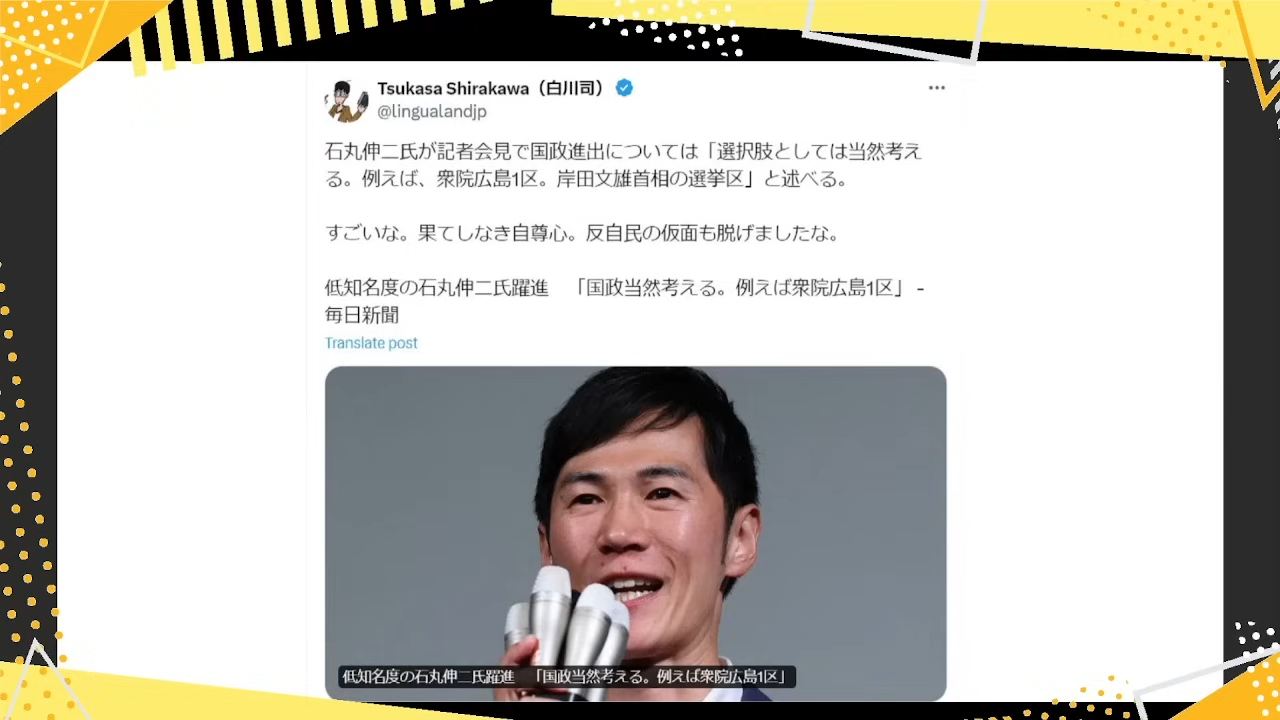 Tsukasa Shirakawa（白川司）
@lingualandjp
石丸伸二氏が記者会見で国政進出については「選択肢としては当然考え
る。例えば、衆院広島1区。岸田文雄首相の選挙区」と述べる。
すごいな。果てしなき自尊心。反自民の仮面も脱げましたな。
低知名度の石丸伸二氏躍進　「国政当然考える。例えば衆院広島1区」 -
毎日新聞
Translate post
低知名度の石丸伸二氏躍進　「国政当然考える。例えば衆院広島1区」